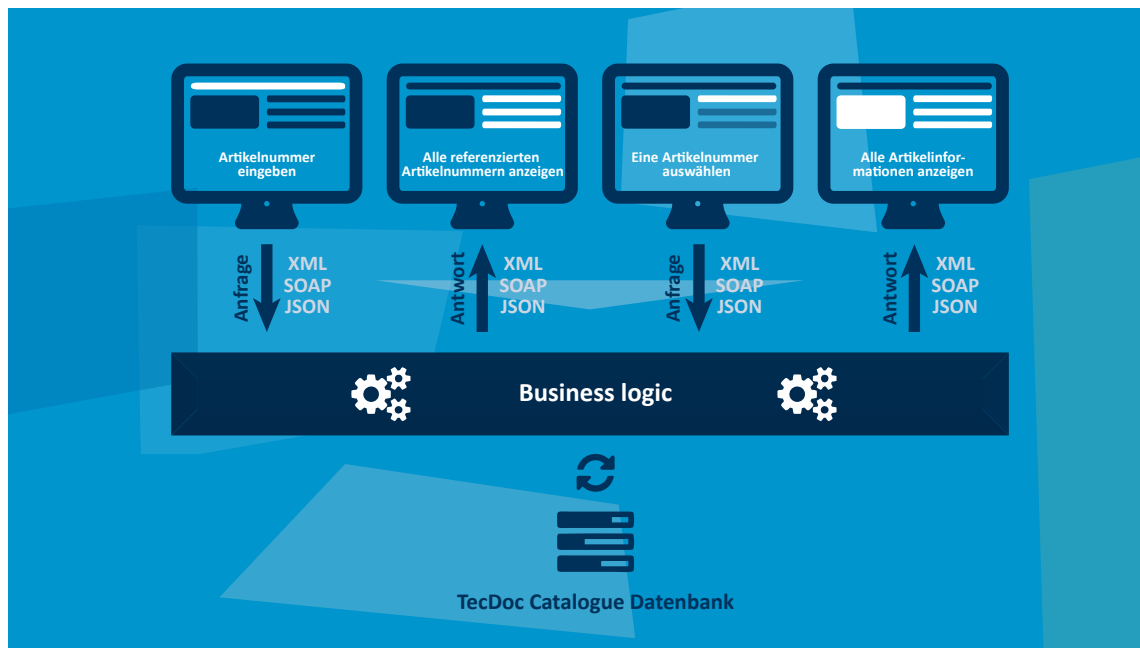 Artikelnummer
eingeben
Alle referenzierten
Artikelnummern anzeigen
Eine Artikelnummer
auswählen
Alle Artikelinfor-
mationen anzeigen
Anfrage
XML
SOAP
JSON
Antwort
XML
SOAP
JSON
Anfrage
XML
SOAP
JSON
Antwort
XML
SOAP
JSON
Business logic
TecDoc Catalogue Datenbank